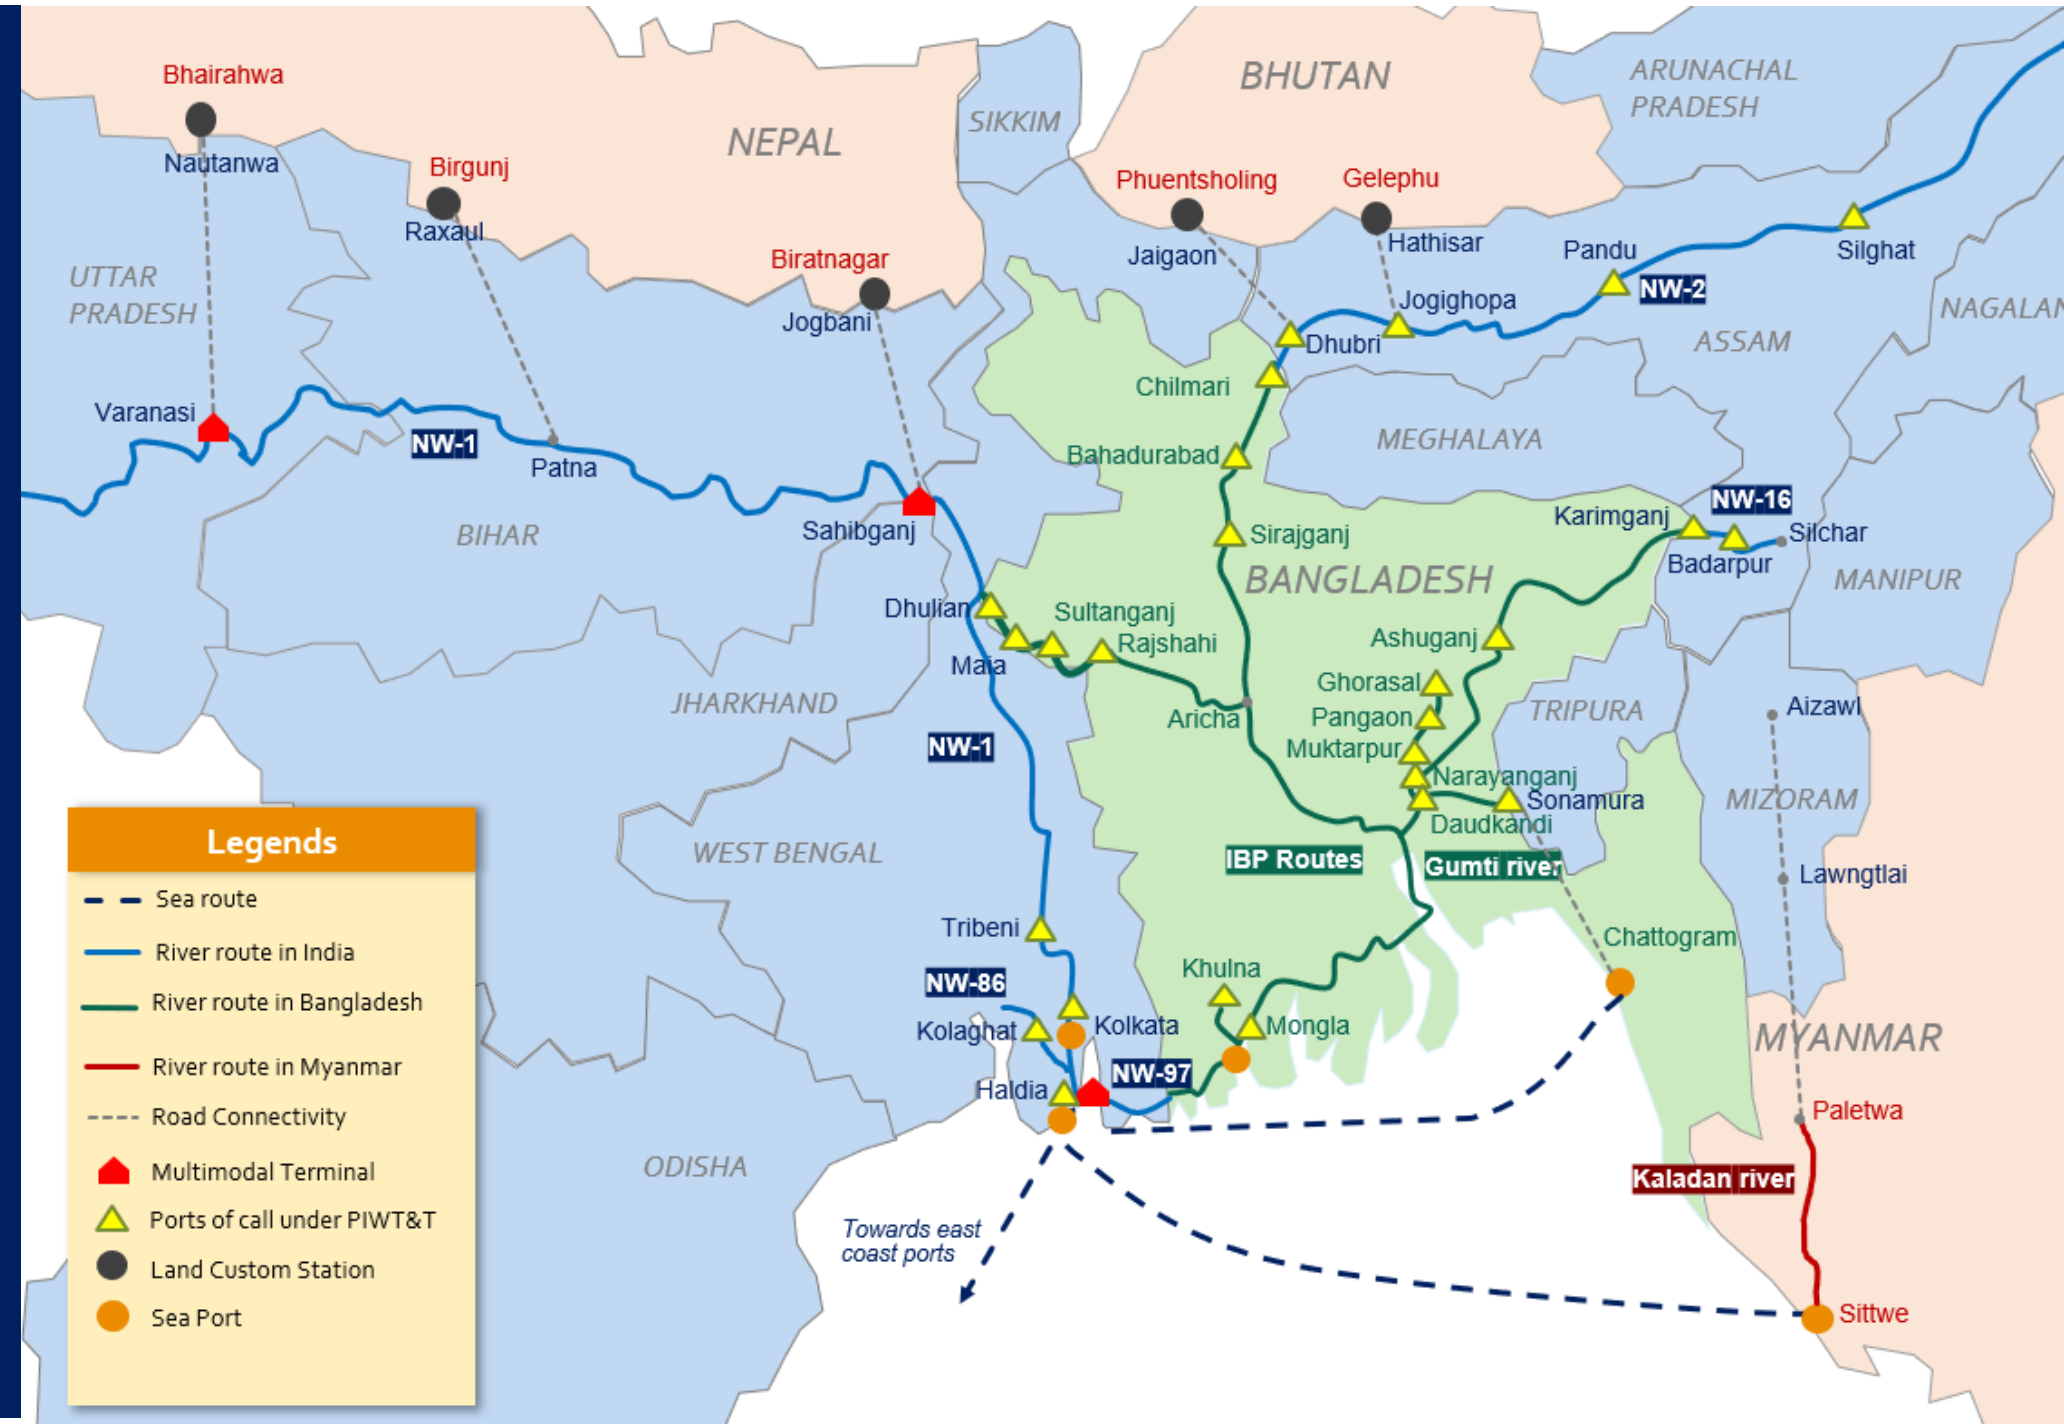 Bhairahwa
Nautanwa
Birgunj
Raxaul
NEPAL
SIKKIM
BHUTAN
ARUNACHAL
PRADESH
Phuentsholing
Gelephu
Jaigaon
Hathisar
Pandu
Silghat
NW-2
Biratnagar
Jogbani
UTTAR
PRADESH
Jogighopa
NAGALAN
Dhubri
ASSAM
Chilmari
Varanasi
NW-1
Patna
Bahadurabad
MEGHALAYA
NW-16
Karimganj
Silchar
Badarpur
Sahibganj
BIHAR
Sirajganj
BANGLADESH
MANIPUR
Dhulian
Sultanganj
Rajshahi
Maia
Ashuganj
Ghorasal
Pangaon
Muktarpur
Narayanganj
Sonamura
Daudkandi
Aricha
JHARKHAND
TRIPURA
Aizawl
NW-1
MIZORAM
WEST BENGAL
IBP Routes
Gumti river
Lawngtlai
Tribeni
Chattogram
Khulna
NW-86
Kolaghat
Kolkata
Mongla
MYANMAR
NW-97
Haldia
Paletwa
ODISHA
Kaladan river
Towards east
coast ports
Sittwe
Legends
Sea route
River route in India
River route in Bangladesh
River route in Myanmar
Road Connectivity
Multimodal Terminal
Ports of call under PIWT&T
Land Custom Station
Sea Port